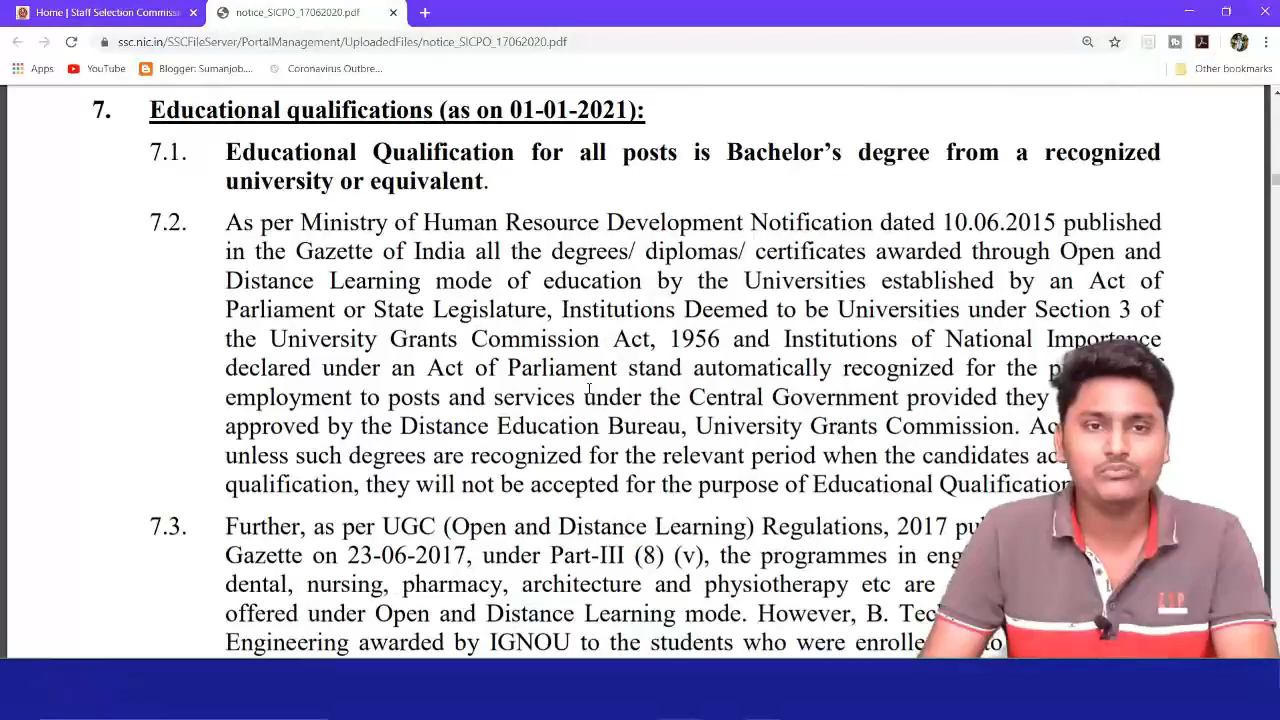 Home | Staff Selection Commissi
notice_SICPO_17062020.pdf
ssc.nic.in/SSCFileServer/PortalManagement/UploadedFiles/notice_SICPO_17062020.pdf
Apps YouTube Blogger: Sumanjob.... Coronavirus Outbre... Other bookmarks
7. Educational qualifications (as on 01-01-2021):
7.1. Educational Qualification for all posts is Bachelor's degree from a recognized
university or equivalent.
7.2. As per Ministry of Human Resource Development Notification dated 10.06.2015 published
in the Gazette of India all the degrees/ diplomas/ certificates awarded through Open and
Distance Learning mode of education by the Universities established by an Act of
Parliament or State Legislature, Institutions Deemed to be Universities under Section 3 of
the University Grants Commission Act, 1956 and Institutions of National Importance
declared under an Act of Parliament stand automatically recognized for the
employment to posts and services under the Central Government provided they
approved by the Distance Education Bureau, University Grants Commission.
unless such degrees are recognized for the relevant period when the candidates
qualification, they will not be accepted for the purpose of Educational Qualification
7.3. Further, as per UGC (Open and Distance Learning) Regulations, 2017
Gazette on 23-06-2017, under Part-III (8) (v), the programmes in
dental, nursing, pharmacy, architecture and physiotherapy etc are
offered under Open and Distance Learning mode. However, B.
Engineering awarded by IGNOU to the students who were